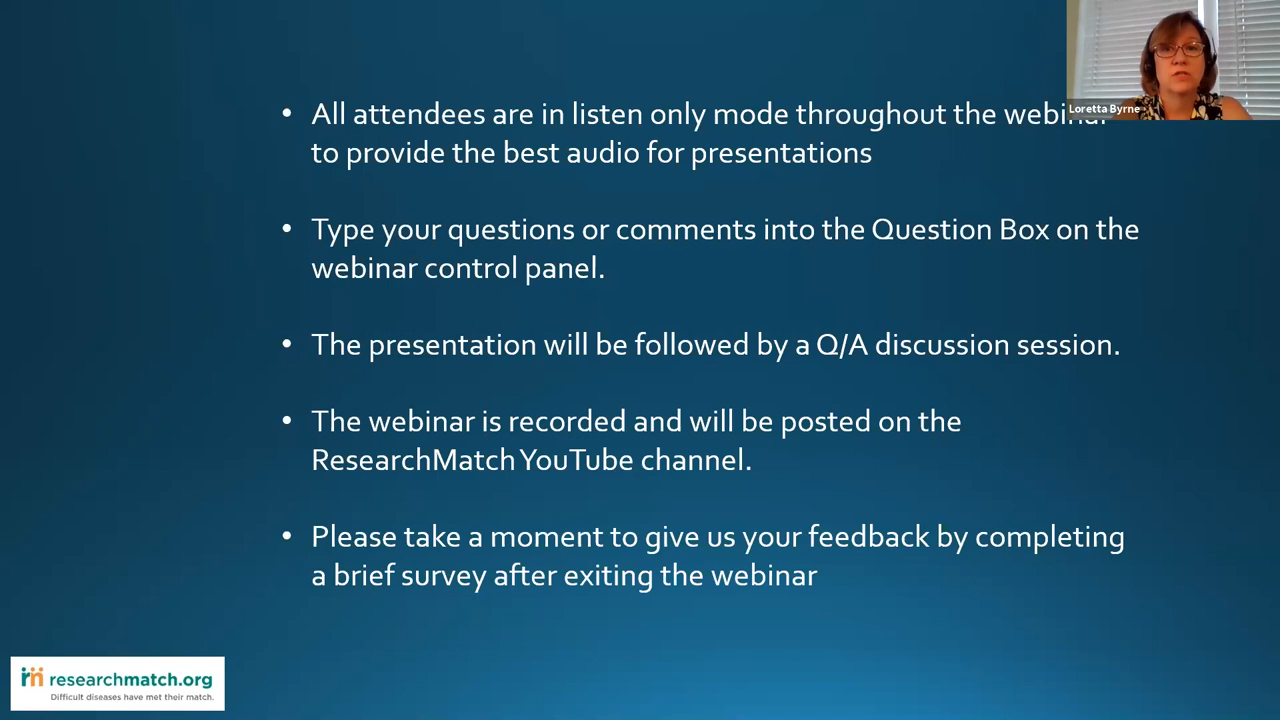 • All attendees are in listen only mode throughout the webinar
Loretta Byrne
to provide the best audio for presentations
• Type your questions or comments into the Question Box on the
webinar control panel.
• The presentation will be followed by a Q/A discussion session.
• The webinar is recorded and will be posted on the
ResearchMatch YouTube channel.
• Please take a moment to give us your feedback by completing
a brief survey after exiting the webinar
rm researchmatch.org
Difficult diseases have met their match.